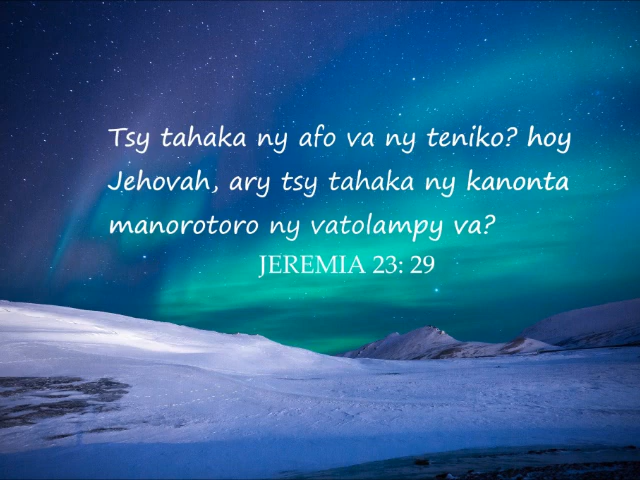 Tsy tahaka ny afo va ny teniko? hoy
Jehovah, ary tsy tahaka ny kanonta
manorotoro ny vatolampy va?
JEREMIA 23: 29